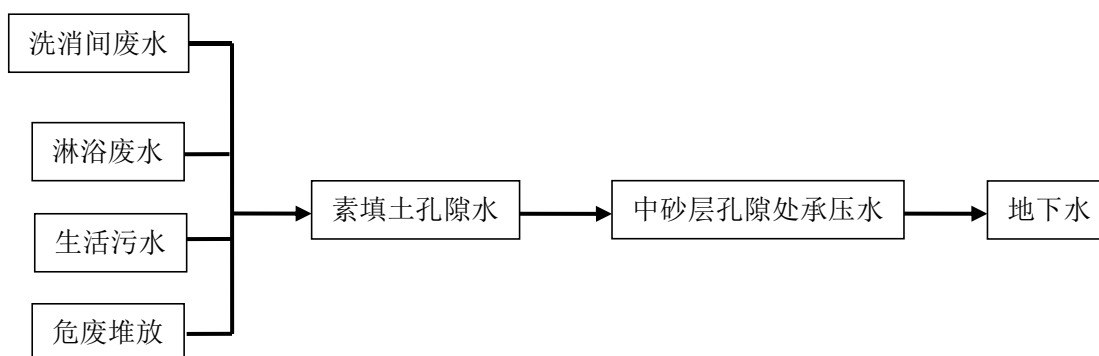 洗消间废水
淋浴废水
生活污水
危废堆放
素填土孔隙水
中砂层孔隙处承压水
地下水